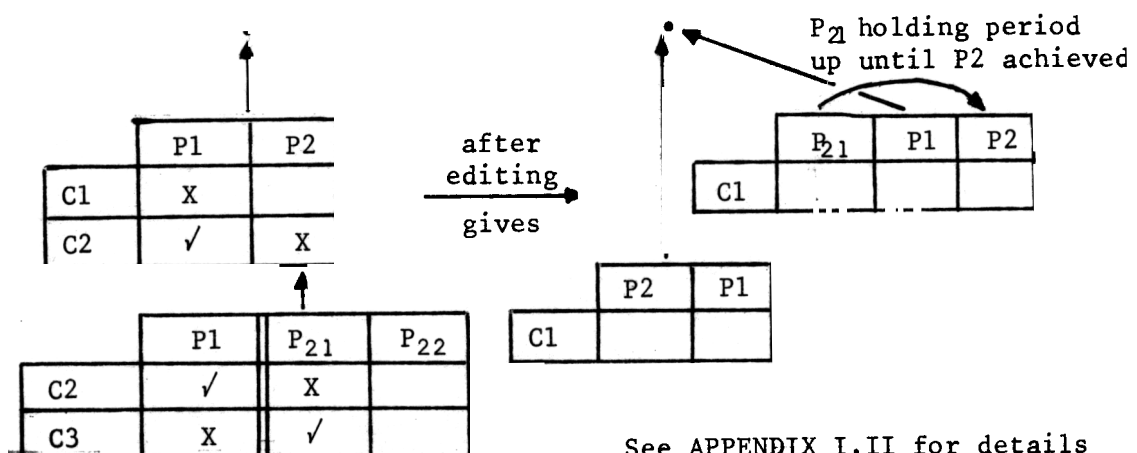 P1 P2
C1 X
C2 √ X
P1 P21 P22
C2 √ X
C3 X √
after
editing
gives
P21 holding period
up until P2 achieved
P21 P1 P2
C1
P2 P1
C1
See APPENDIX I.II for details